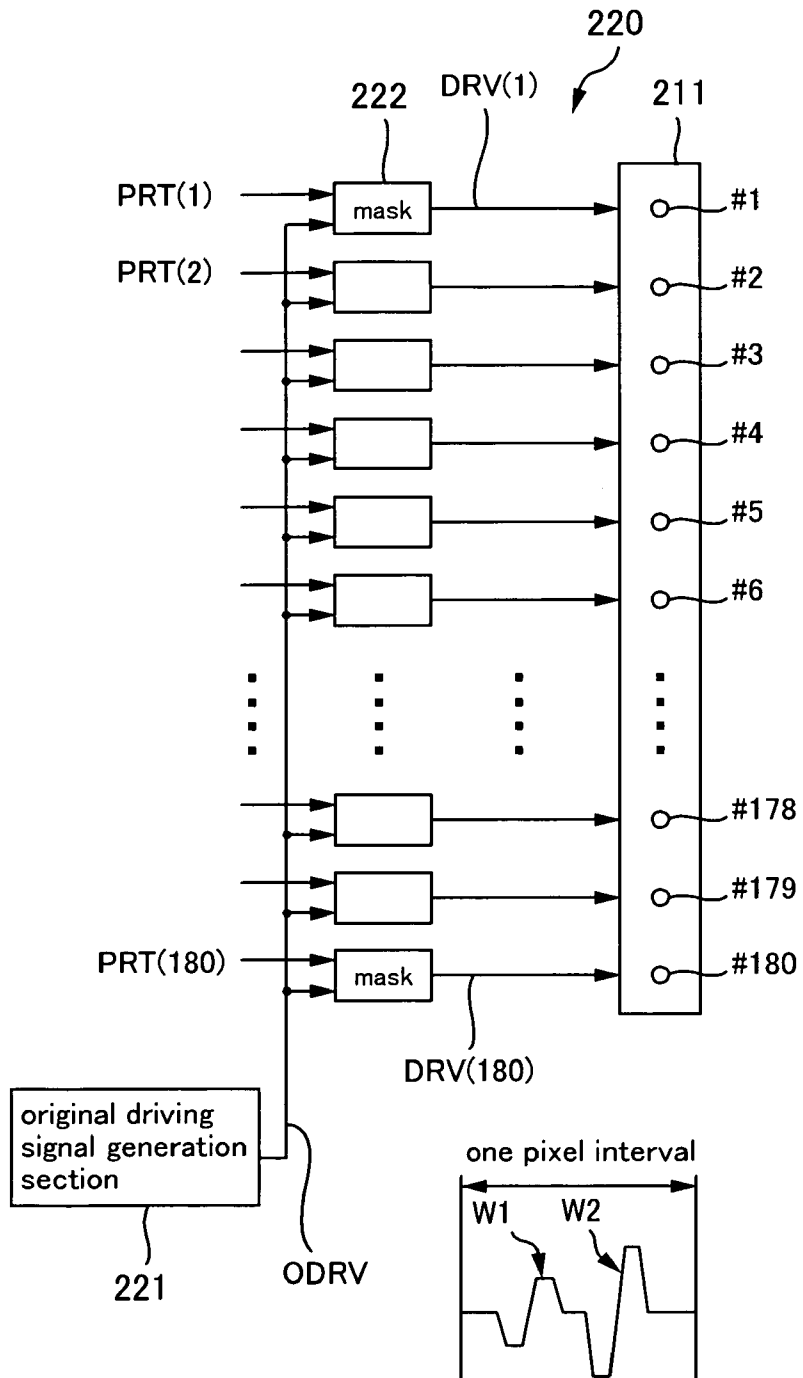 220
222
DRV(1)
211
PRT(1)
mask
#1
PRT(2)
#2
#3
#4
#5
#6
#178
#179
PRT(180)
mask
#180
DRV(180)
original driving
signal generation
section
221
ODRV
one pixel interval
W1
W2